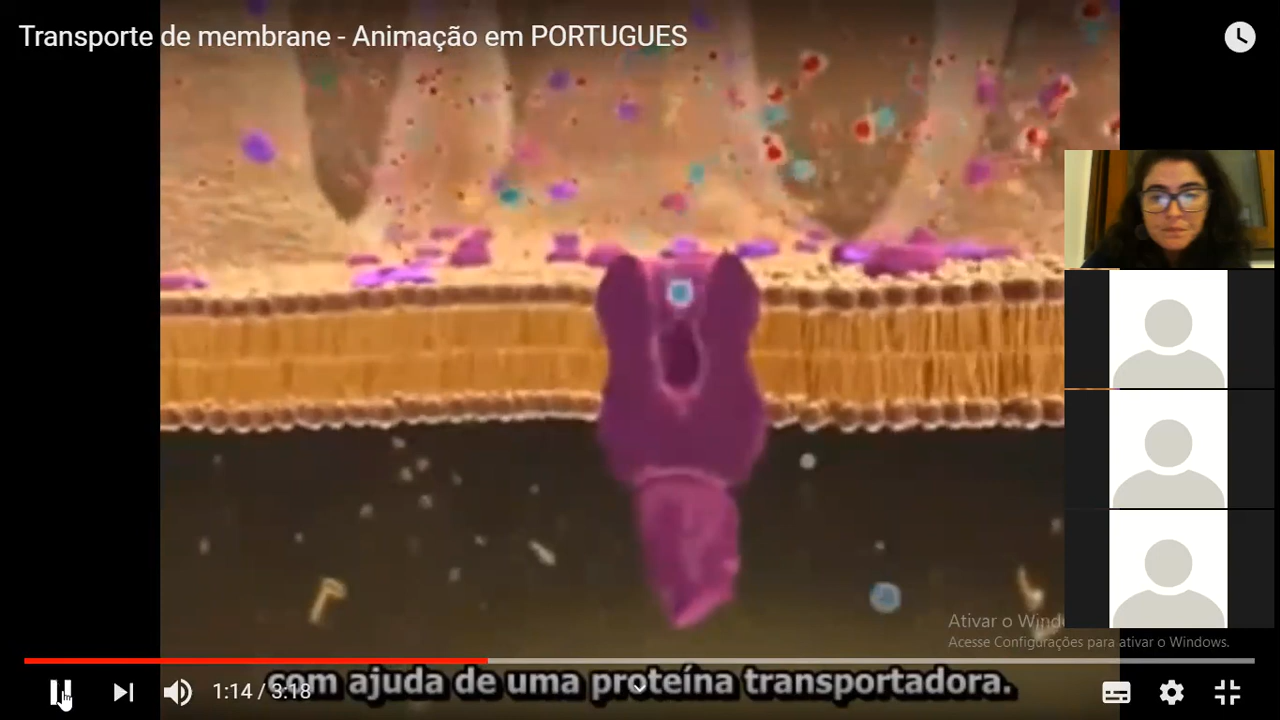 Transporte de membrane - Animação em PORTUGUES
Ativar o
Acesse Configurações para ativar o Windows.
com ajuda de uma proteína transportadora.
1:14 / 3:18